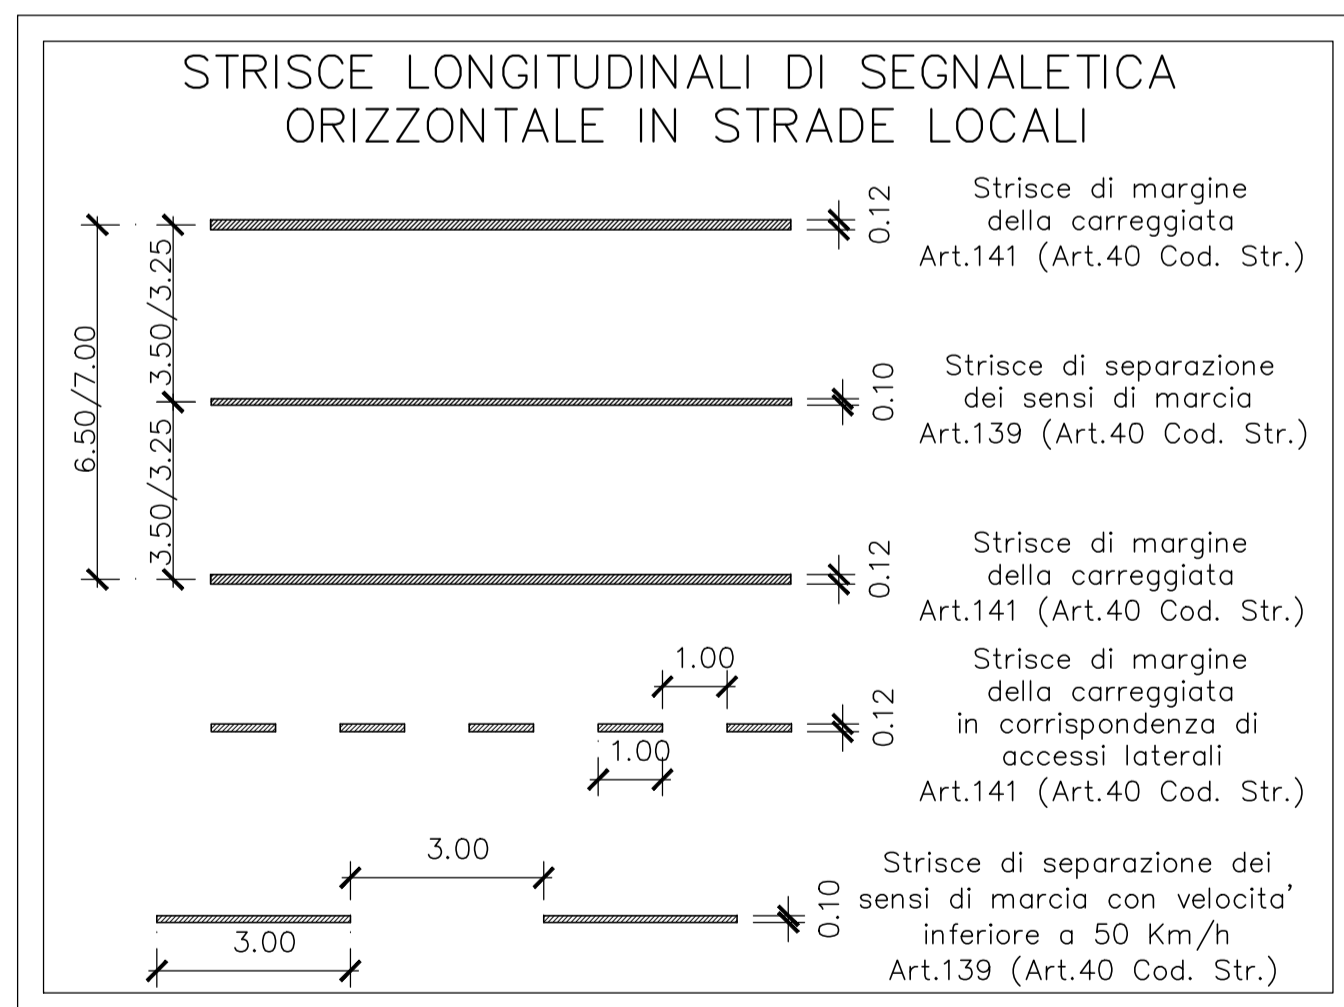 STRISCE LONGITUDINALI DI SEGNALETICA
ORIZZONTALE IN STRADE LOCALI
6.50/7.00
3.50/3.25
3.50/3.25
0.12
Strisce di margine
della carreggiata
Art.141 (Art.40 Cod. Str.)
0.10
Strisce di separazione
dei sensi di marcia
Art.139 (Art.40 Cod. Str.)
0.12
Strisce di margine
della carreggiata
Art.141 (Art.40 Cod. Str.)
1.00
1.00
0.12
Strisce di margine
della carreggiata
in corrispondenza di
accessi laterali
Art.141 (Art.40 Cod. Str.)
3.00
3.00
0.10
Strisce di separazione dei
sensi di marcia con velocita'
inferiore a 50 Km/h
Art.139 (Art.40 Cod. Str.)